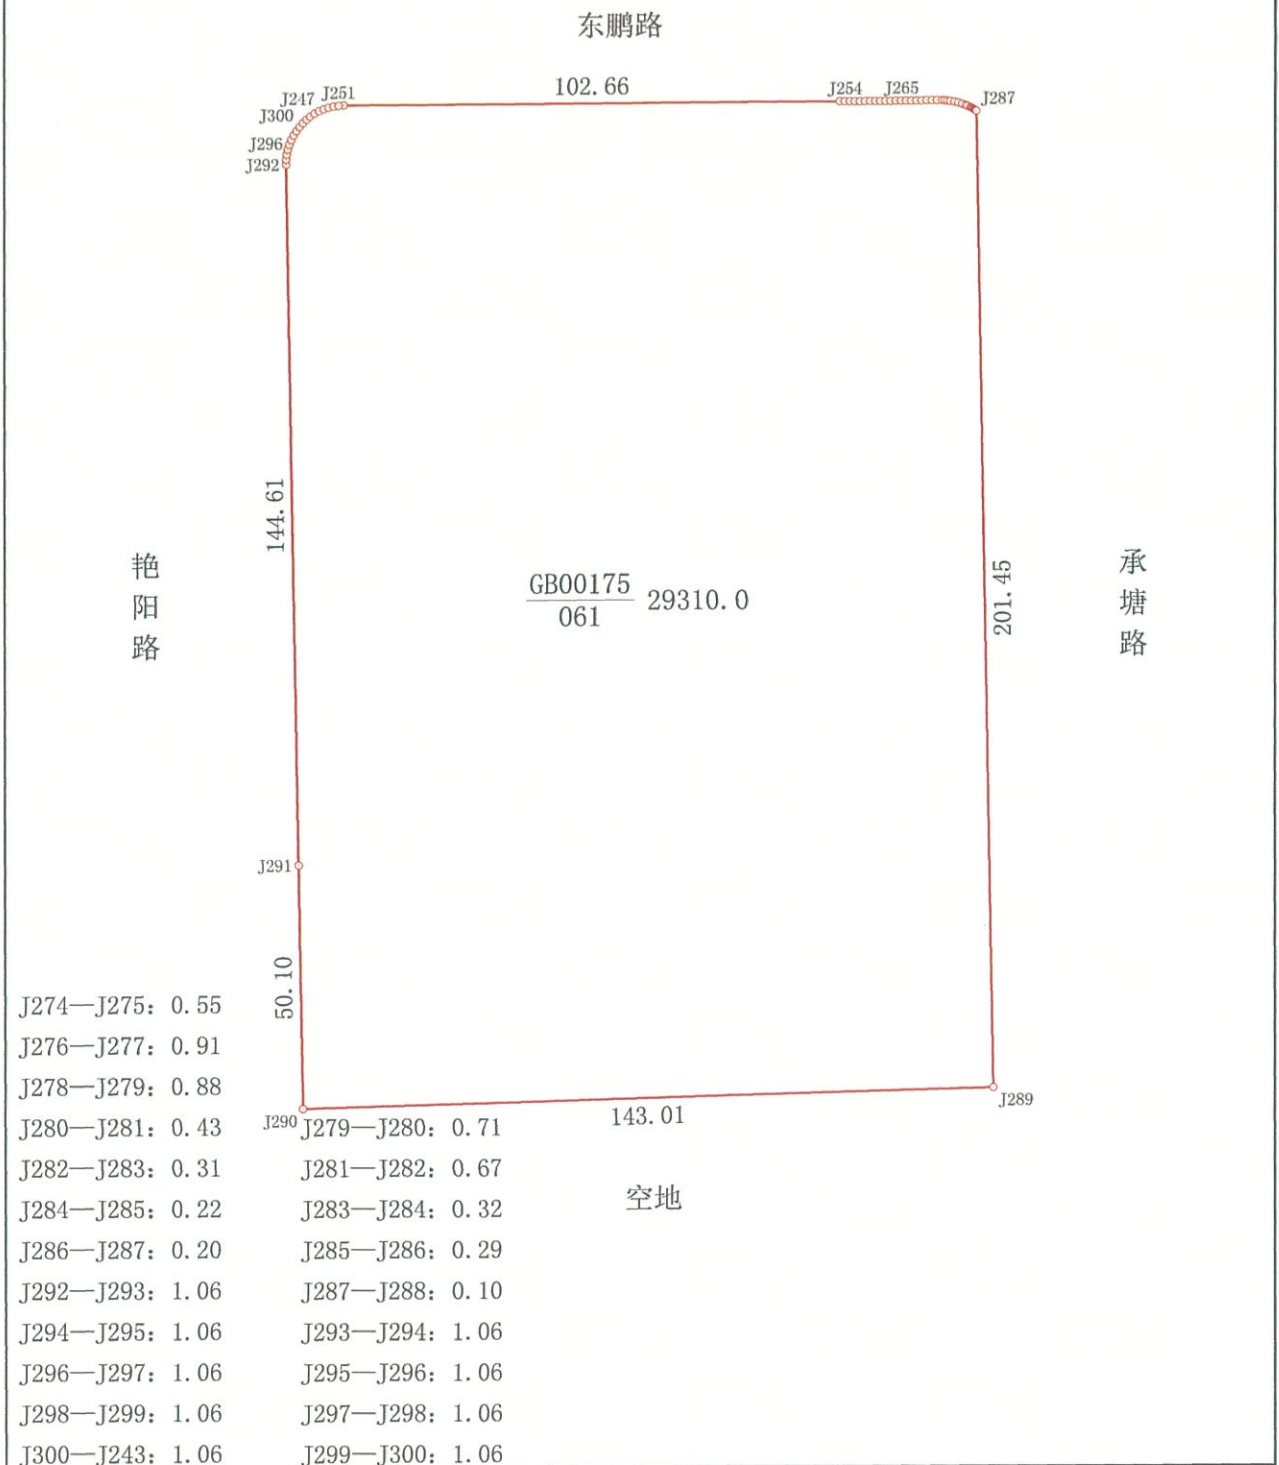 东鹏路
102.66
J247
J251
J254
J265
J287
J300
J296
J292
144.61
艳阳路
GB00175
061
29310.0
201.45
承塘路
J291
50.10
J290
143.01
J289
空地
J274—J275: 0.55
J276—J277: 0.91
J278—J279: 0.88
J280—J281: 0.43
J282—J283: 0.31
J284—J285: 0.22
J286—J287: 0.20
J292—J293: 1.06
J294—J295: 1.06
J296—J297: 1.06
J298—J299: 1.06
J300—J243: 1.06
J279—J280: 0.71
J281—J282: 0.67
J283—J284: 0.32
J285—J286: 0.29
J287—J288: 0.10
J293—J294: 1.06
J295—J296: 1.06
J297—J298: 1.06
J299—J300: 1.06